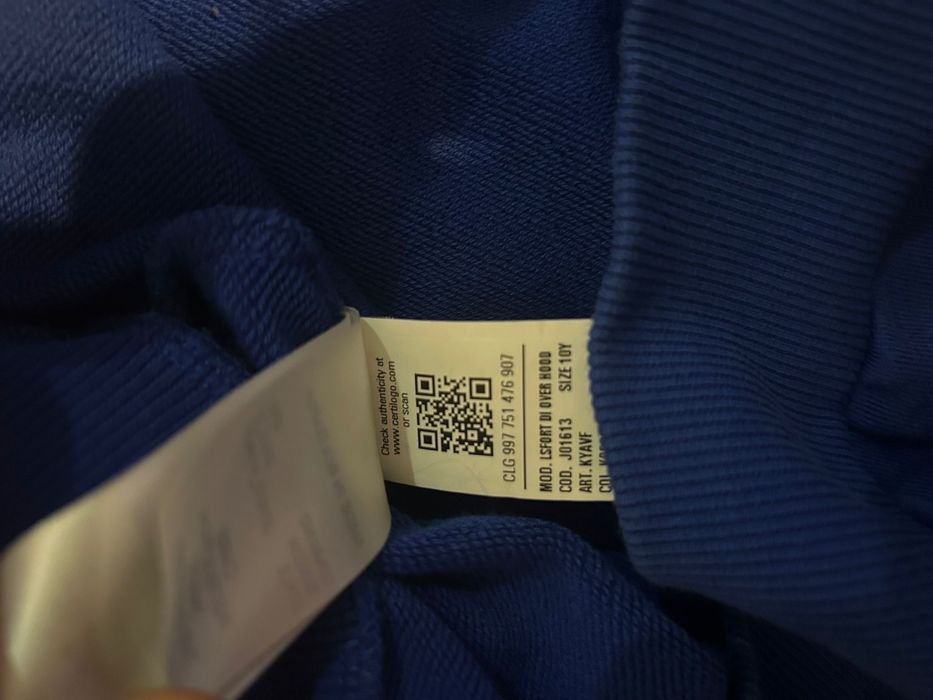 Check authenticity at
www.certilogo.com
or scan
CLG 997 751 476 907
MOD. LSFORT DI OVER HOOD
COD. J01613 SIZE 10Y
ART. KYAVF
COL